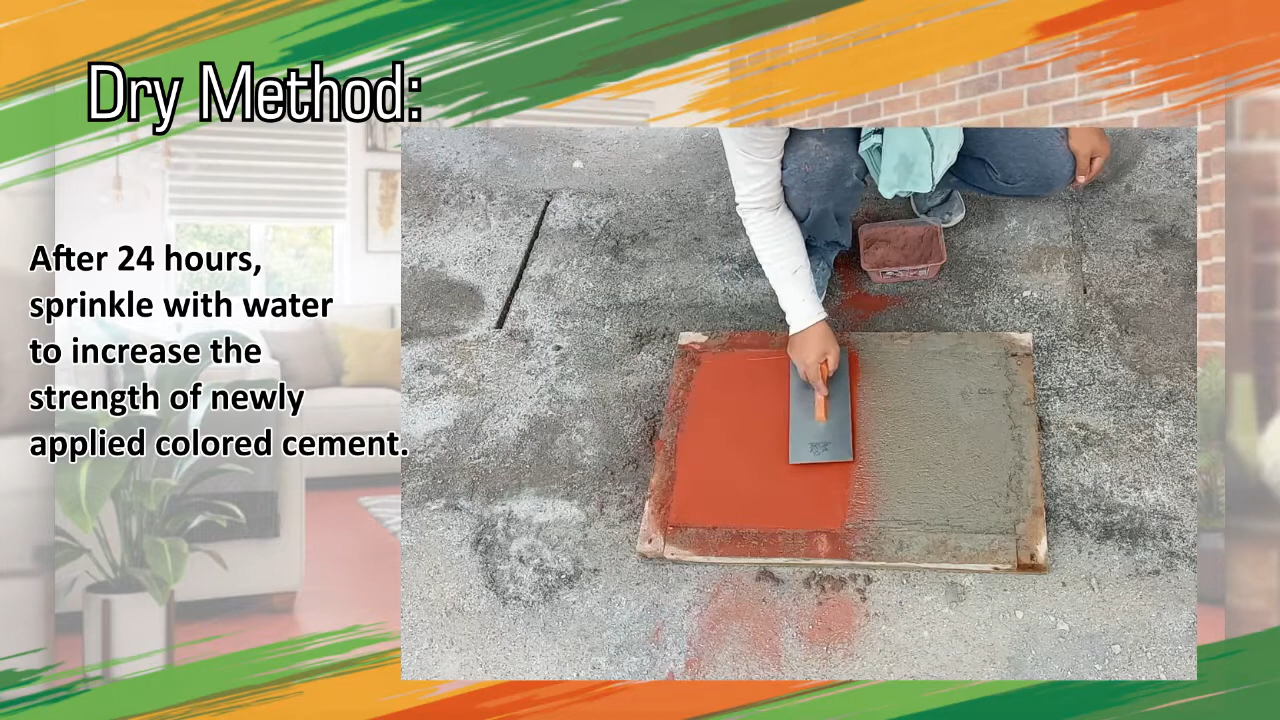 Dry Method:
After 24 hours,
sprinkle with water
to increase the
strength of newly
applied colored cement.